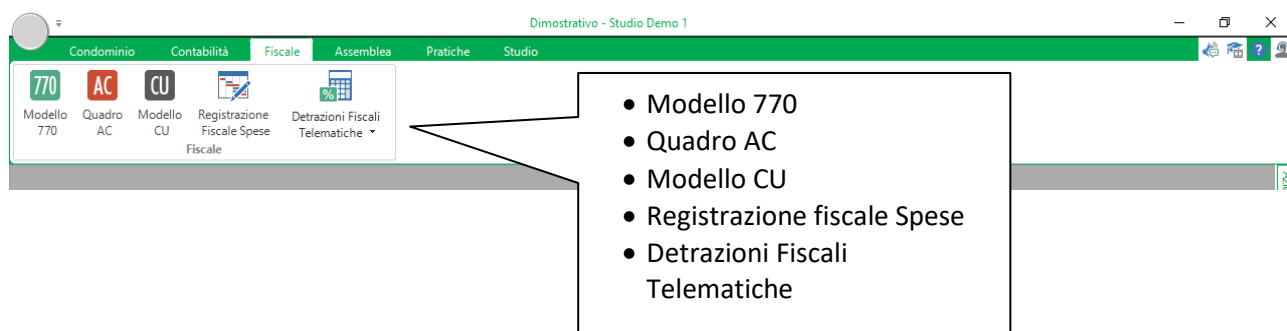 Dimostrativo - Studio Demo 1
Condominio Contabilità Fiscale Assemblea Pratiche Studio
770 AC CU %
Modello 770
Quadro AC
Modello CU
Registrazione Fiscale Spese
Detrazioni Fiscali Telematiche
Fiscale
• Modello 770
• Quadro AC
• Modello CU
• Registrazione fiscale Spese
• Detrazioni Fiscali
Telematiche